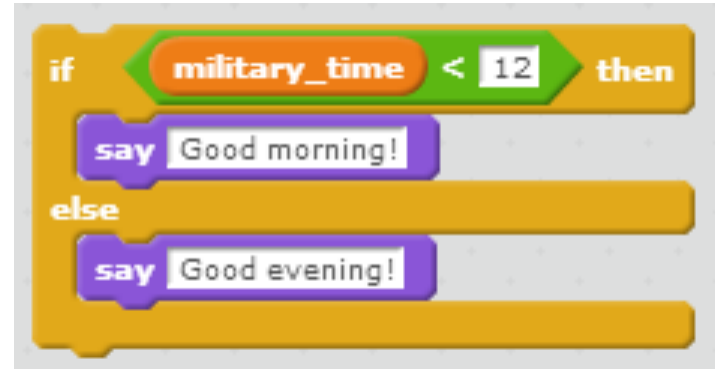 if military_time < 12 then
say Good morning!
else
say Good evening!